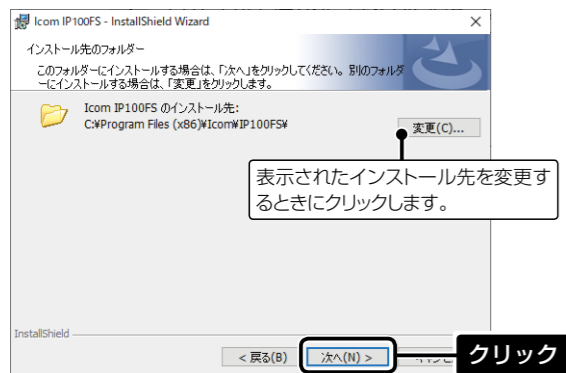 Icom IP100FS - InstallShield Wizard
インストール先のフォルダー
このフォルダーにインストールする場合は、「次へ」をクリックしてください。別のフォルダ
ーにインストールする場合は、「変更」をクリックします。
Icom IP100FS のインストール先:
C:¥Program Files (x86)¥Icom¥IP100FS¥
変更(C)...
表示されたインストール先を変更す
るときにクリックします。
InstallShield
< 戻る(B)
次へ(N) >
クリック